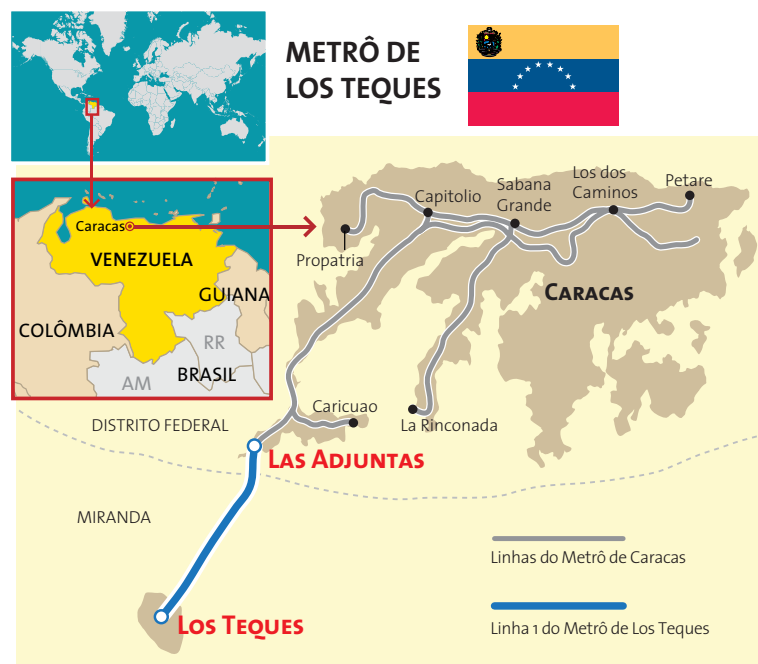 METRÔ DE
LOS TEQUES
Capitolio
Sabana
Grande
Los dos
Caminos
Petare
Propatria
Caracas
VENEZUELA
GUIANA
COLÔMBIA
RR
AM
BRASIL
CARACAS
Caricuao
La Rinconada
DISTRITO FEDERAL
LAS ADJUNTAS
MIRANDA
Linhas do Metrô de Caracas
LOS TEQUES
Linha 1 do Metrô de Los Teques